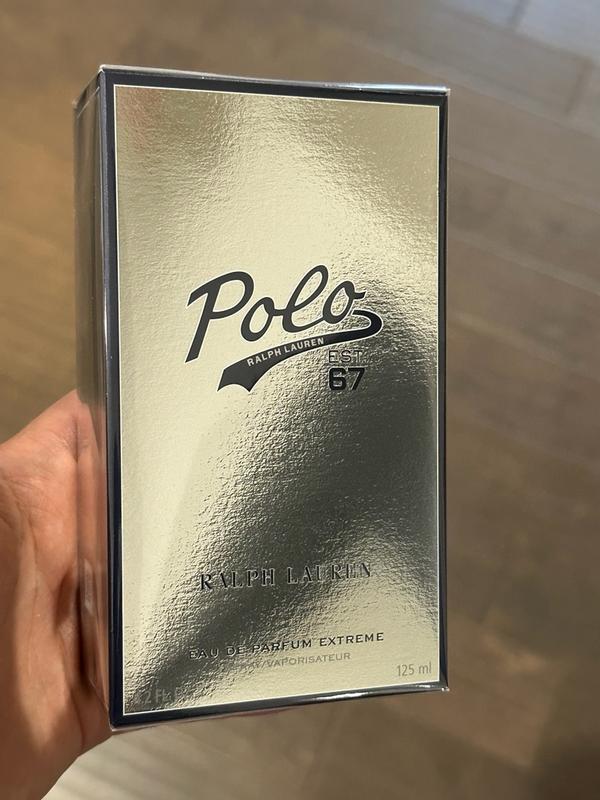 Polo
RALPH LAUREN
EST.
67
RALPH LAUREN
EAU DE PARFUM EXTREME
/VAPORISATEUR
125 ml